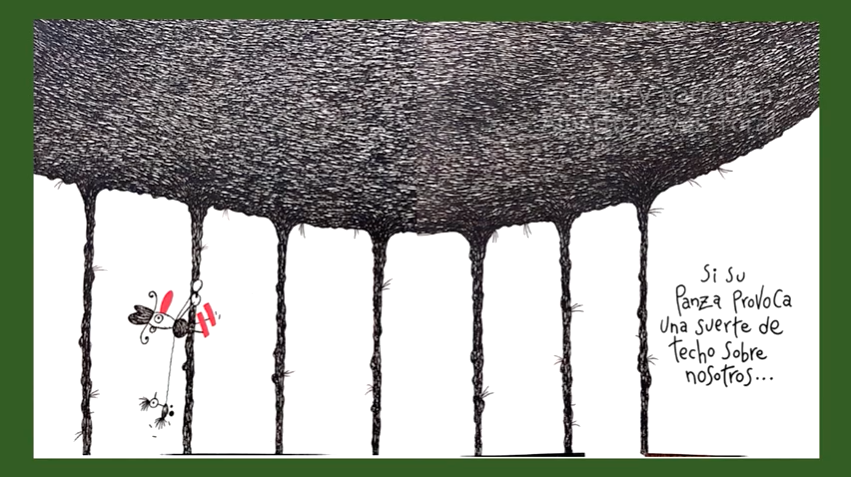 Si su
Panza Provoca
una suerte de
techo sobre
nosotros...